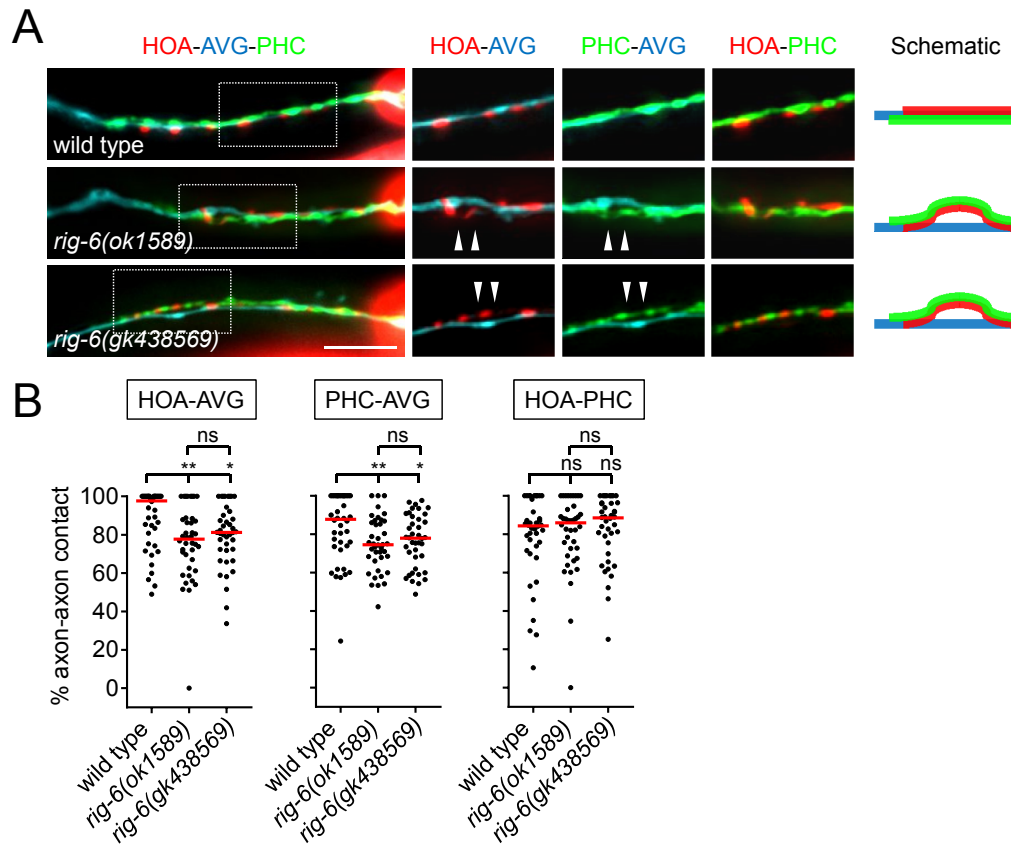 A
HOA-AVG-PHC HOA-AVG PHC-AVG HOA-PHC Schematic
wild type
rig-6(ok1589)
rig-6(gk438569)
B
HOA-AVG PHC-AVG HOA-PHC
ns ns ns
** * ** * ns ns
% axon-axon contact
100
80
60
40
20
0
wild type rig-6(ok1589) rig-6(gk438569) wild type rig-6(ok1589) rig-6(gk438569) wild type rig-6(ok1589) rig-6(gk438569)